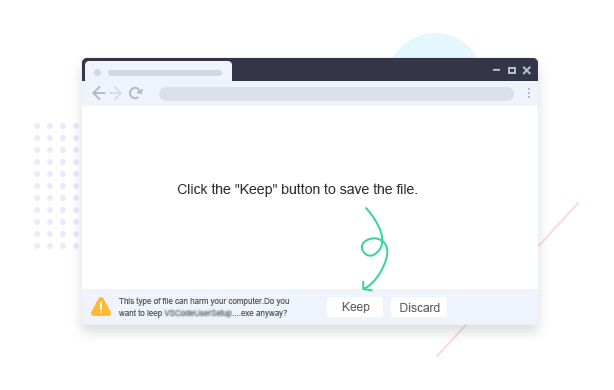 Click the "Keep" button to save the file.
This type of file can harm your computer.Do you
want to leep VSCodeUserSetup....exe anyway?
Keep
Discard